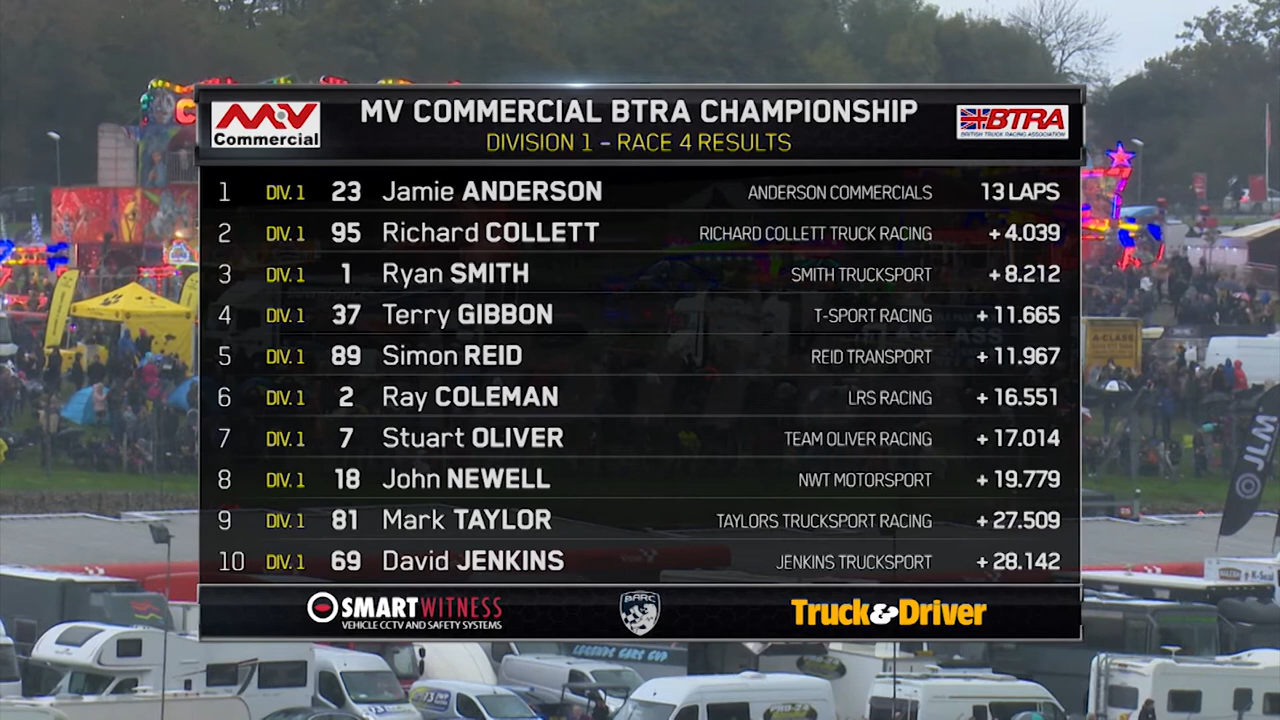 MV Commercial
MV COMMERCIAL BTRA CHAMPIONSHIP
DIVISION 1 - RACE 4 RESULTS
BTRA
BRITISH TRUCK RACING ASSOCIATION
1 DIV. 1 23 Jamie ANDERSON ANDERSON COMMERCIALS 13 LAPS
2 DIV. 1 95 Richard COLLETT RICHARD COLLETT TRUCK RACING + 4.039
3 DIV. 1 1 Ryan SMITH SMITH TRUCKSPORT + 8.212
4 DIV. 1 37 Terry GIBBON T-SPORT RACING + 11.665
5 DIV. 1 89 Simon REID REID TRANSPORT + 11.967
6 DIV. 1 2 Ray COLEMAN LRS RACING + 16.551
7 DIV. 1 7 Stuart OLIVER TEAM OLIVER RACING + 17.014
8 DIV. 1 18 John NEWELL NWT MOTORSPORT + 19.779
9 DIV. 1 81 Mark TAYLOR TAYLORS TRUCKSPORT RACING + 27.509
10 DIV. 1 69 David JENKINS JENKINS TRUCKSPORT + 28.142
SMARTWITNESS
VEHICLE CCTV AND SAFETY SYSTEMS
BARC
Truck&Driver
A-CLASS
JLM
LEGENDS CARS CUP